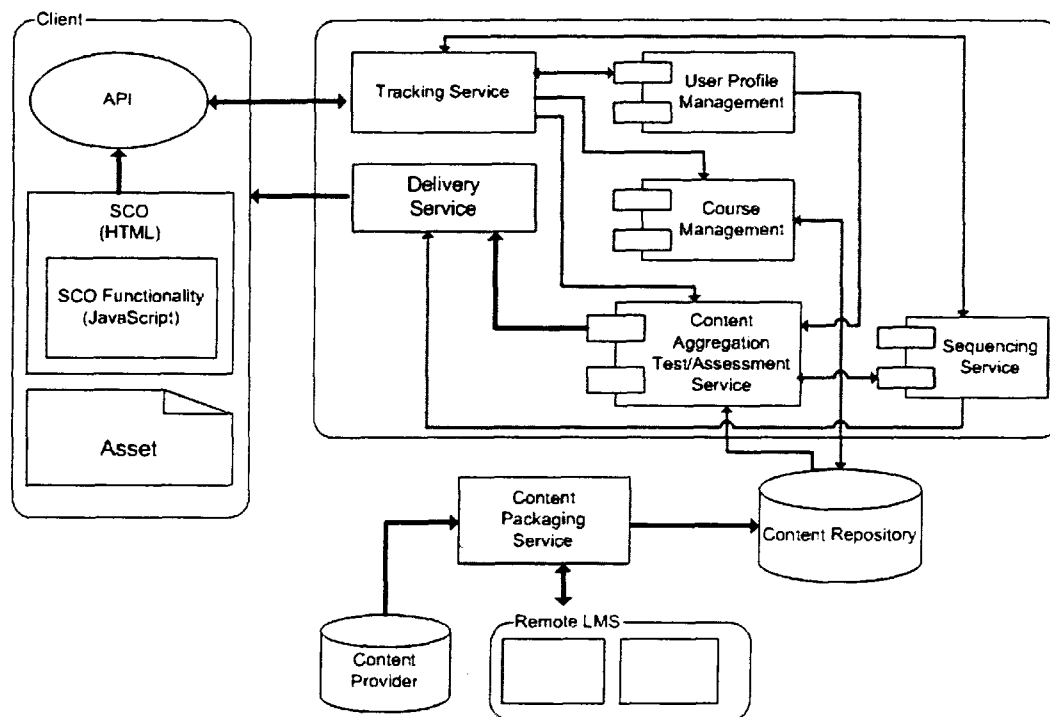 Client
API
SCO
(HTML)
SCO Functionality
(JavaScript)
Asset
Tracking Service
User Profile
Management
Delivery
Service
Course
Management
Content
Aggregation
Test/Assessment
Service
Sequencing
Service
Content
Packaging
Service
Content Repository
Content
Provider
Remote LMS